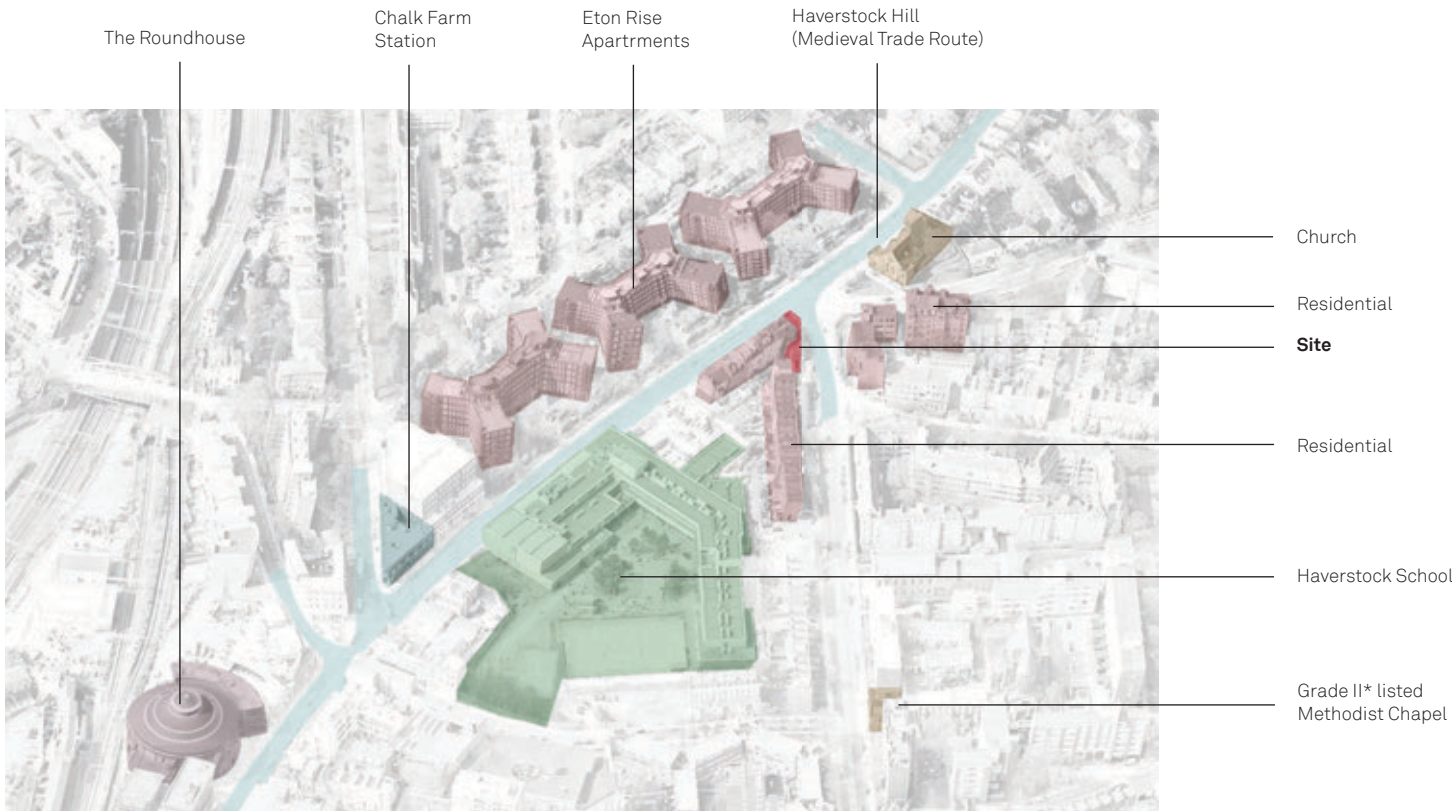 The Roundhouse
Chalk Farm
Station
Eton Rise
Apartrments
Haverstock Hill
(Medieval Trade Route)
Church
Residential
Site
Residential
Haverstock School
Grade II* listed
Methodist Chapel